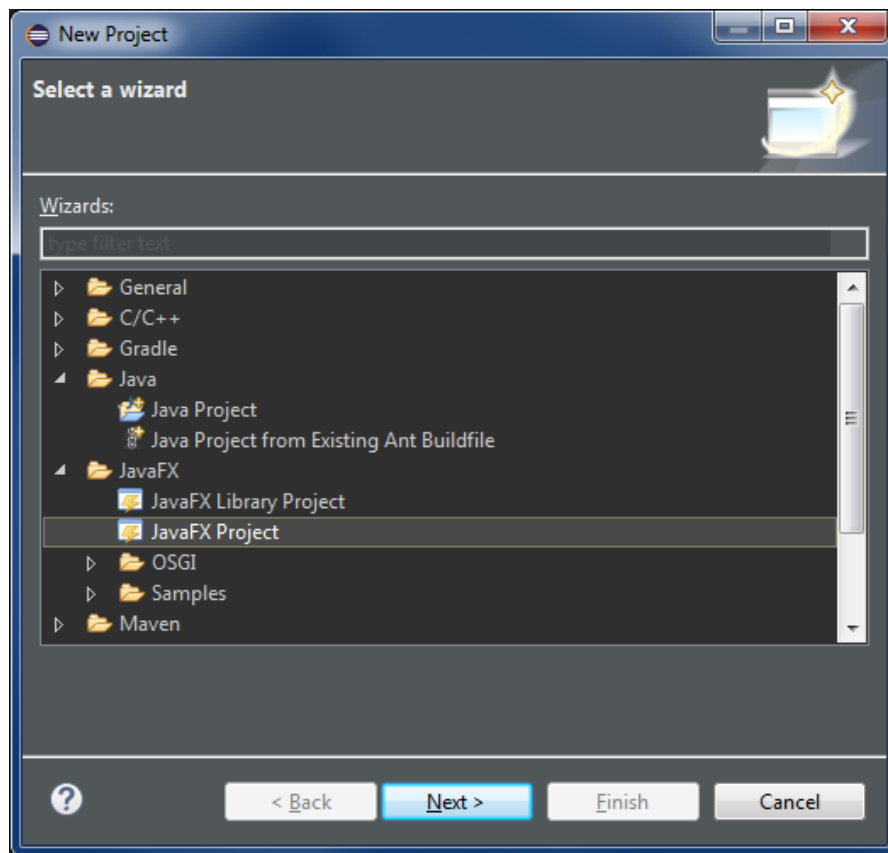 New Project
Select a wizard
Wizards:
type filter text
General
C/C++
Gradle
Java
Java Project
Java Project from Existing Ant Buildfile
JavaFX
JavaFX Library Project
JavaFX Project
OSGI
Samples
Maven
?
< Back
Next >
Finish
Cancel